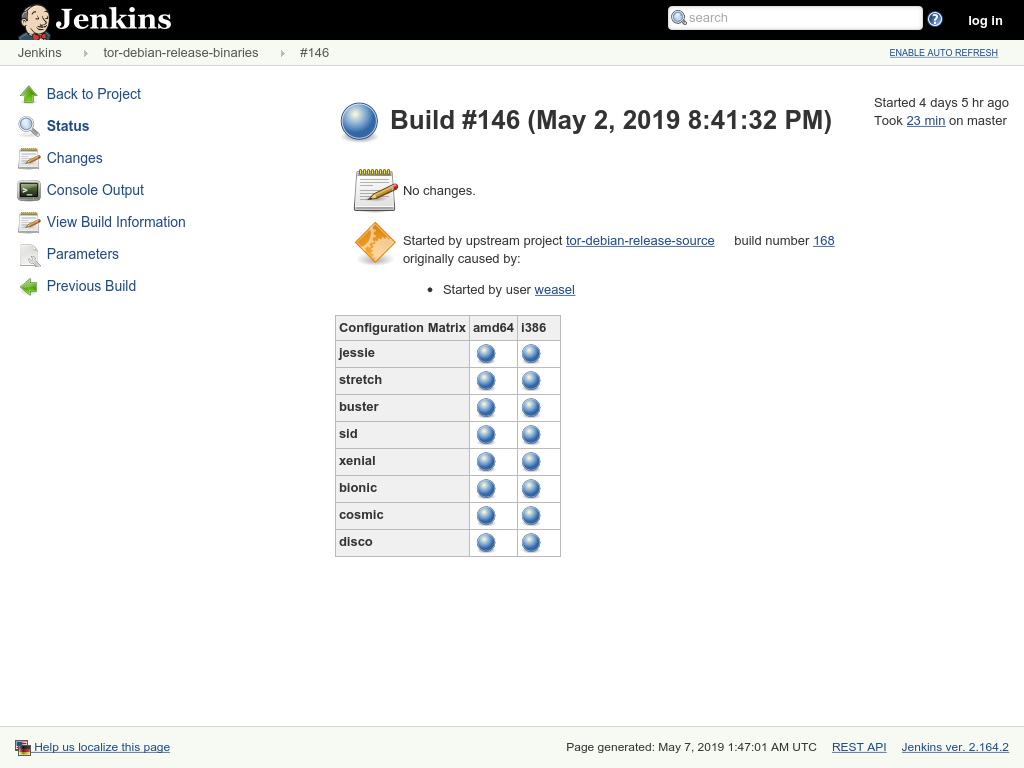 Jenkins
search
log in
Jenkins tor-debian-release-binaries #146
ENABLE AUTO REFRESH
Back to Project
Status
Changes
Console Output
View Build Information
Parameters
Previous Build
Build #146 (May 2, 2019 8:41:32 PM)
Started 4 days 5 hr ago
Took 23 min on master
No changes.
Started by upstream project tor-debian-release-source build number 168
originally caused by:
Started by user weasel
Configuration Matrix amd64 i386
jessie
stretch
buster
sid
xenial
bionic
cosmic
disco
Help us localize this page
Page generated: May 7, 2019 1:47:01 AM UTC REST API Jenkins ver. 2.164.2